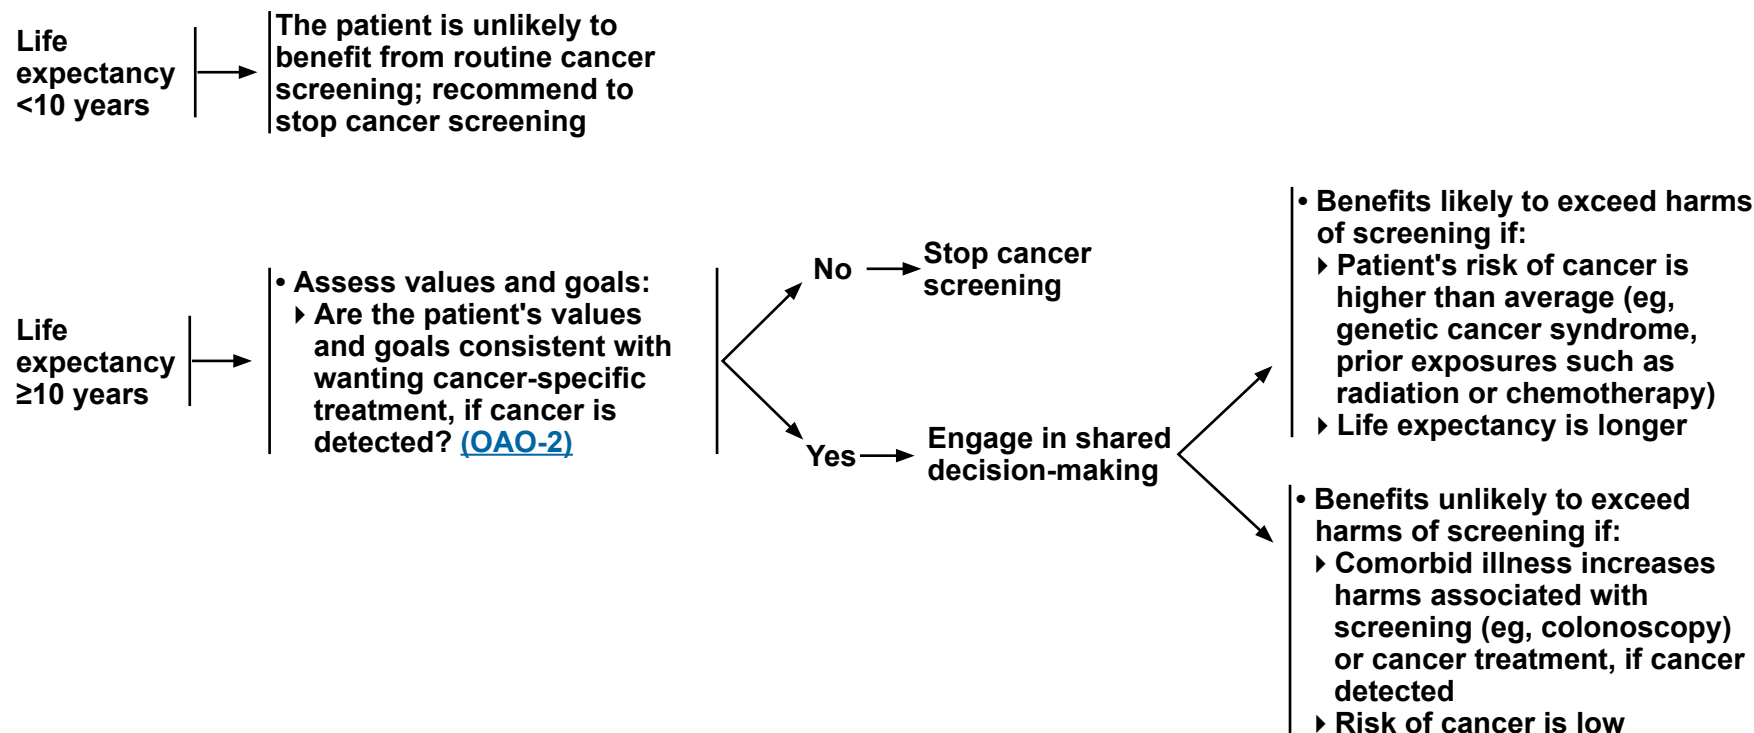 Life
expectancy
<10 years
The patient is unlikely to
benefit from routine cancer
screening; recommend to
stop cancer screening
Life
expectancy
≥10 years
• Assess values and goals:
▸ Are the patient's values
and goals consistent with
wanting cancer-specific
treatment, if cancer is
detected? (OAO-2)
No
Stop cancer
screening
Yes
Engage in shared
decision-making
• Benefits likely to exceed harms
of screening if:
▸ Patient's risk of cancer is
higher than average (eg,
genetic cancer syndrome,
prior exposures such as
radiation or chemotherapy)
▸ Life expectancy is longer
• Benefits unlikely to exceed
harms of screening if:
▸ Comorbid illness increases
harms associated with
screening (eg, colonoscopy)
or cancer treatment, if cancer
detected
▸ Risk of cancer is low